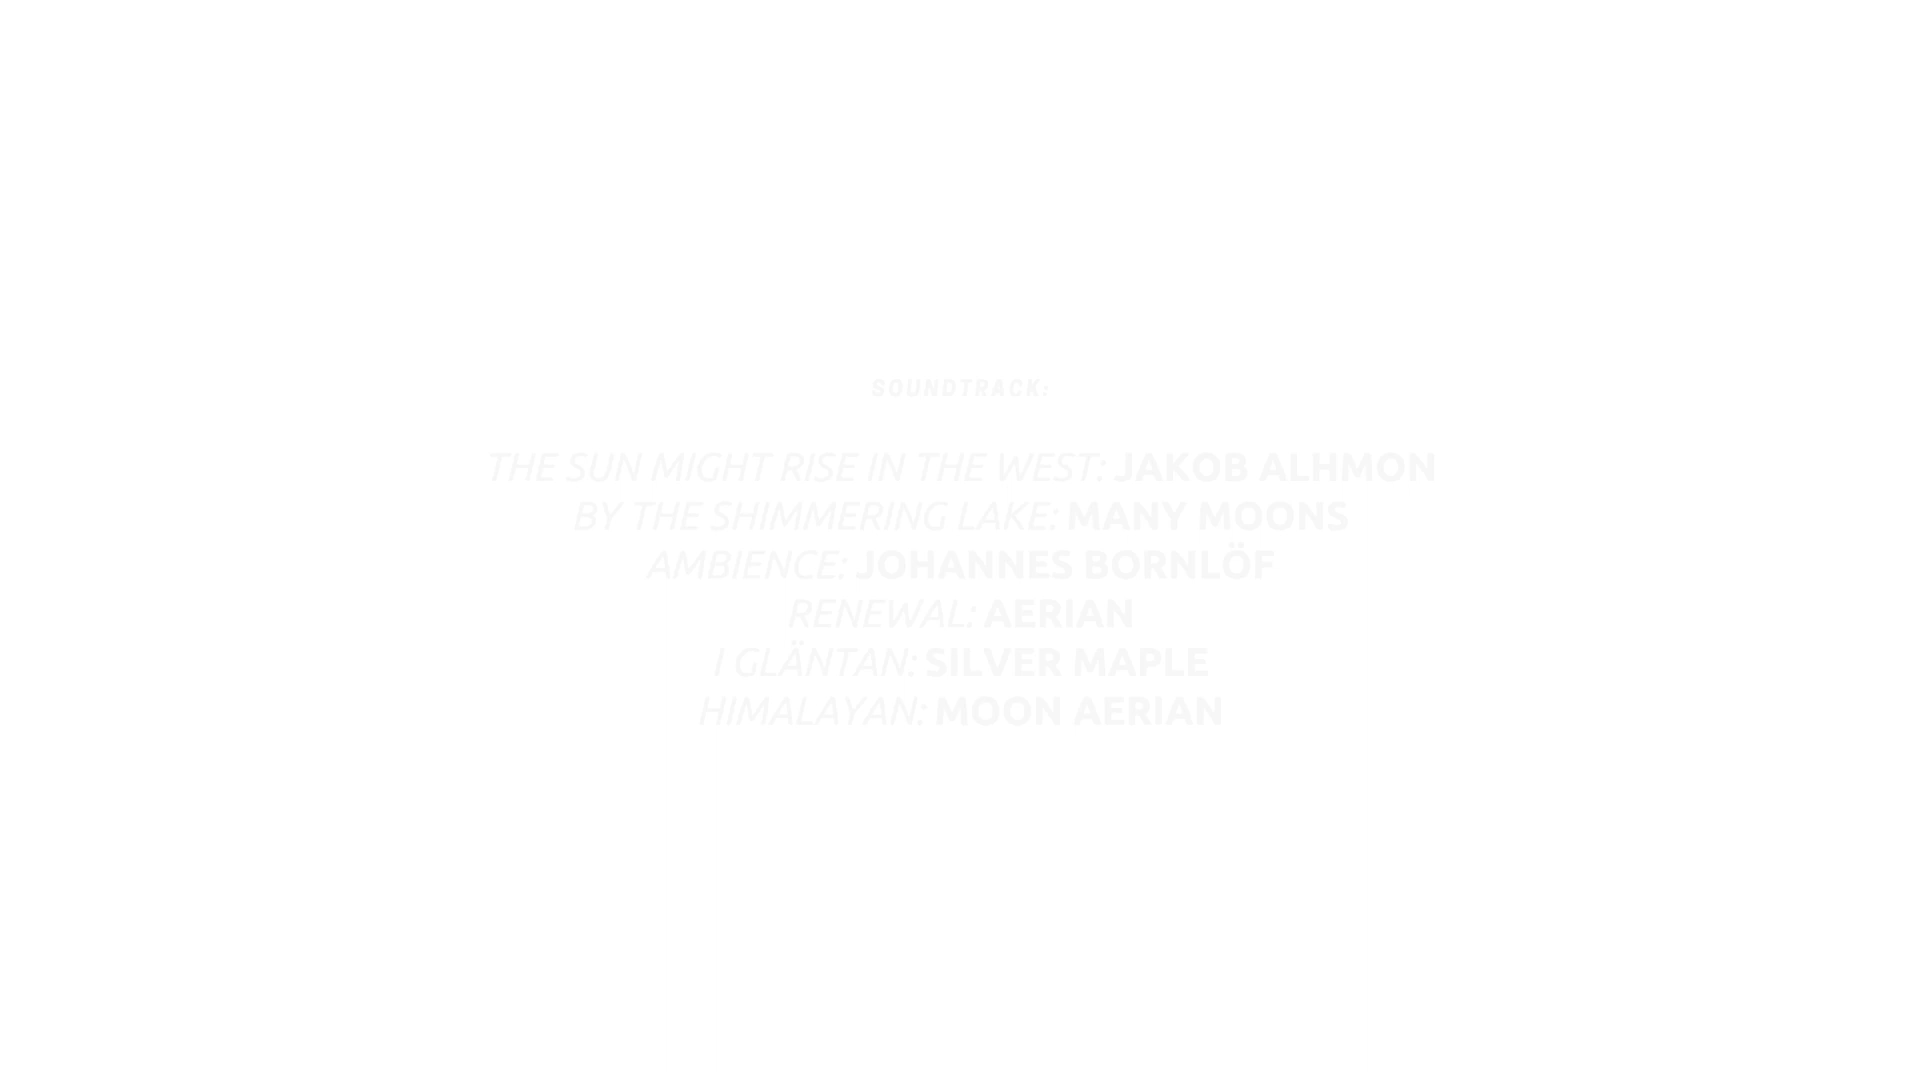 SOUNDTRACK:
THE SUN MIGHT RISE IN THE WEST: JAKOB ALHMON
BY THE SHIMMERING LAKE: MANY MOONS
AMBIENCE: JOHANNES BORNLÖF
RENEWAL: AERIAN
I GLÄNTAN: SILVER MAPLE
HIMALAYAN: MOON AERIAN